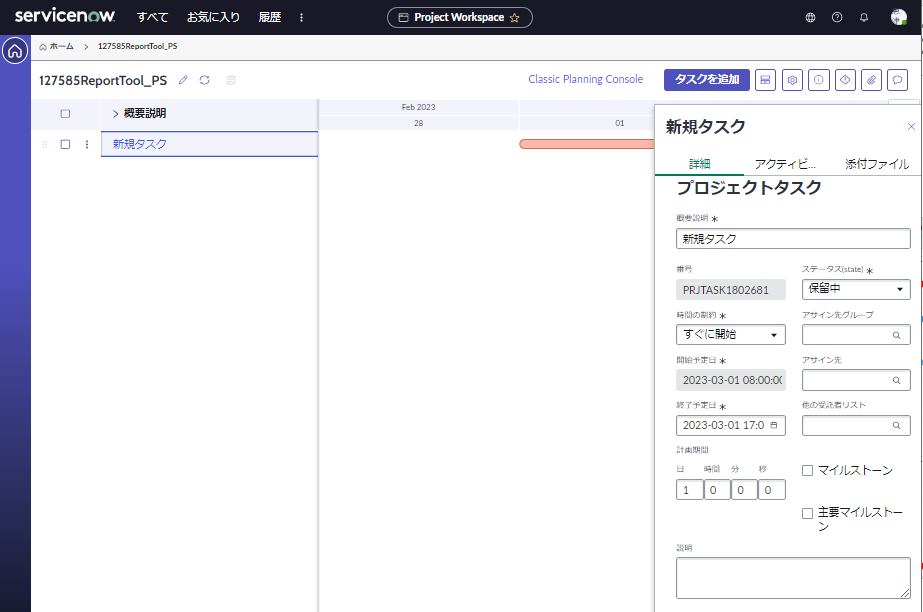 servicenow すべて お気に入り 履歴 Project Workspace
ホーム > 127585ReportTool_PS
127585ReportTool_PS Classic Planning Console タスクを追加
概要説明 Feb 2023
28 01
新規タスク
新規タスク
詳細 アクティビ... 添付ファイル
プロジェクトタスク
概要説明 *
新規タスク
番号 ステータス(state) *
PRJTASK1802681 保留中
時間の制約 * アサイン先グループ
すぐに開始
開始予定日 * アサイン先
2023-03-01 08:00:00
終了予定日 * 他の受託者リスト
2023-03-01 17:0
計画期間
日 時間 分 秒 マイルストーン
1 0 0 0
主要マイルストー
ン
説明